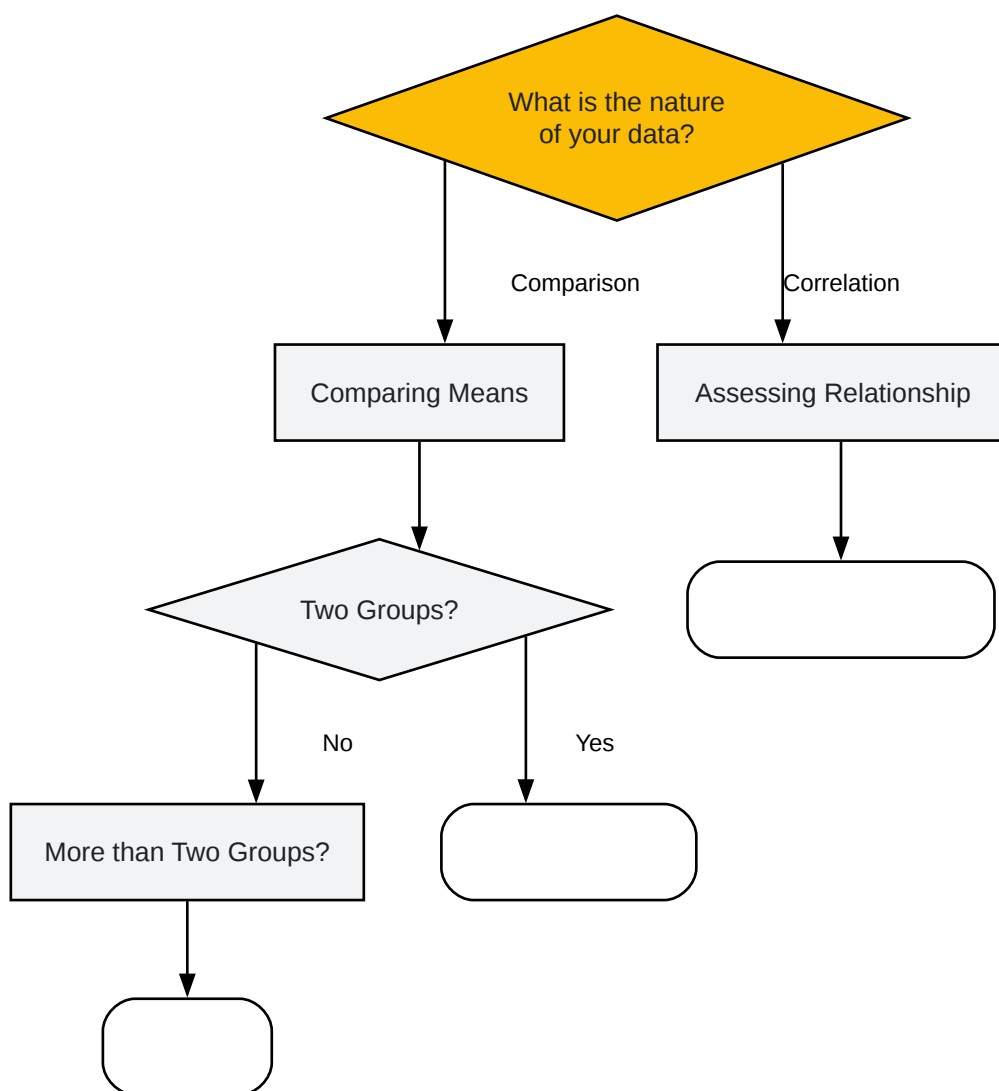 What is the nature
of your data?
Comparison
Correlation
Comparing Means
Assessing Relationship
Two Groups?
No
Yes
More than Two Groups?